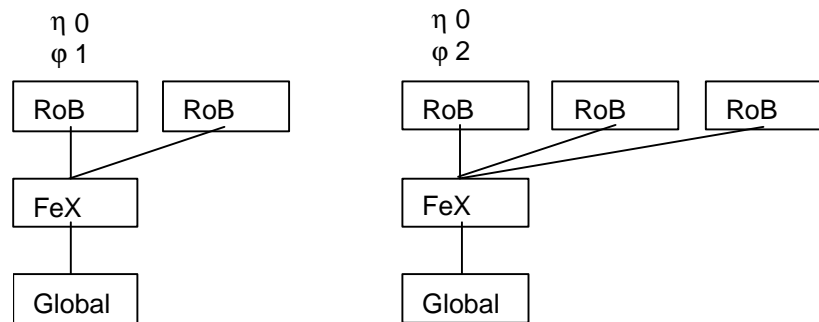 η 0
φ 1
RoB
RoB
FeX
Global
η 0
φ 2
RoB
RoB
RoB
FeX
Global